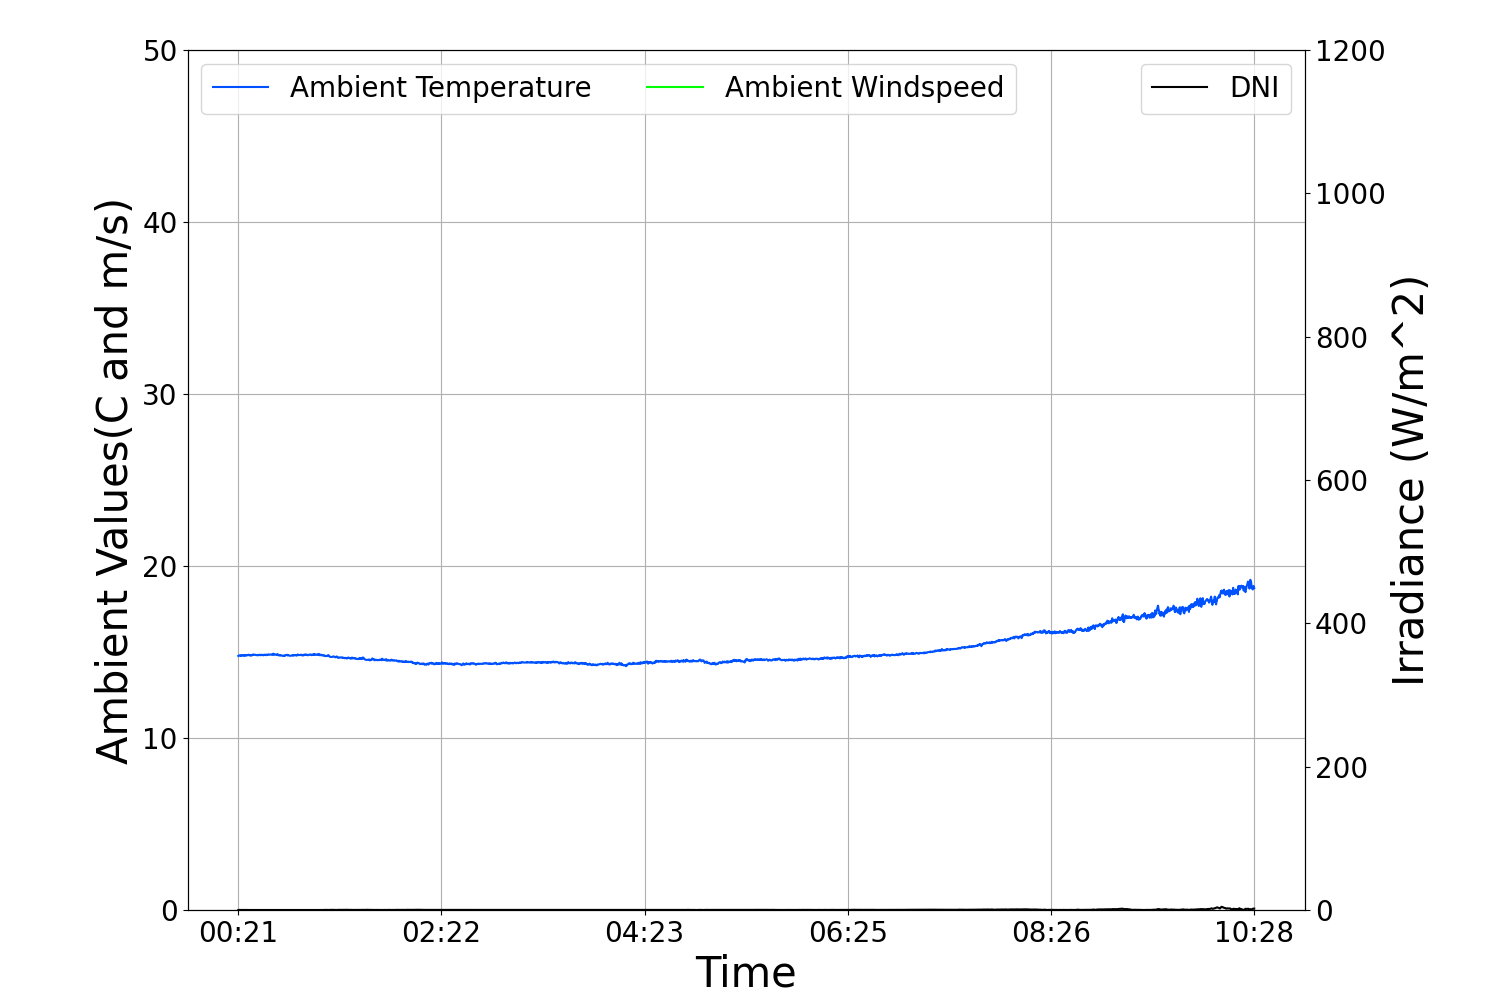 Ambient Temperature
Ambient Windspeed
DNI
Ambient Values(C and m/s)
50
40
30
20
10
0
1200
1000
800
600
400
200
0
Irradiance (W/m^2)
00:21 02:22 04:23 06:25 08:26 10:28
Time